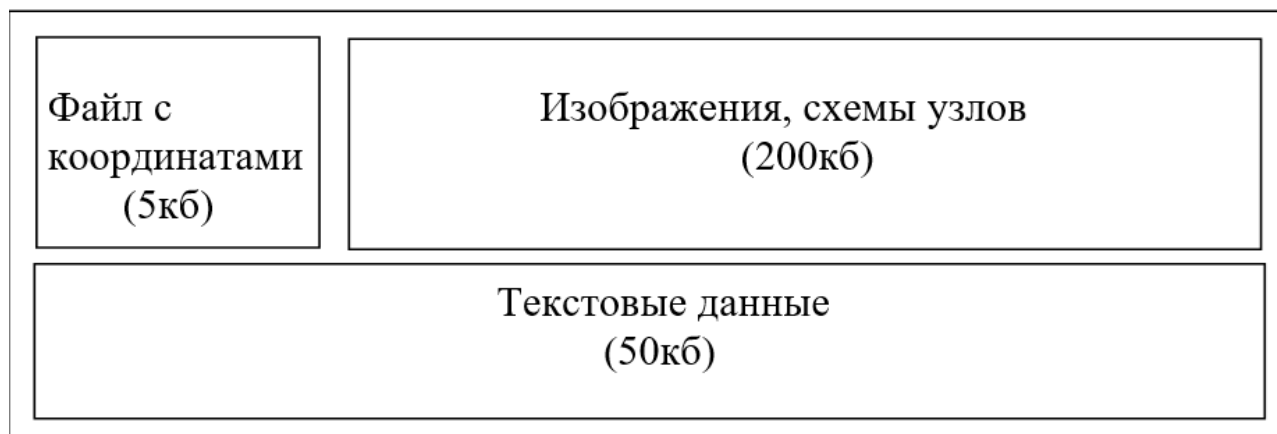 Файл с
координатами
(5кб)
Изображения, схемы узлов
(200кб)
Текстовые данные
(50кб)